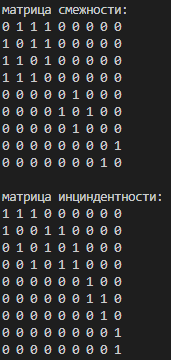 матрица смежности:
0 1 1 1 0 0 0 0 0
1 0 1 1 0 0 0 0 0
1 1 0 1 0 0 0 0 0
1 1 1 0 0 0 0 0 0
0 0 0 0 0 1 0 0 0
0 0 0 0 1 0 1 0 0
0 0 0 0 0 1 0 0 0
0 0 0 0 0 0 0 0 1
0 0 0 0 0 0 0 1 0
матрица инциндентности:
1 1 1 0 0 0 0 0 0
1 0 0 1 1 0 0 0 0
0 1 0 1 0 1 0 0 0
0 0 1 0 1 1 0 0 0
0 0 0 0 0 0 1 0 0
0 0 0 0 0 0 1 1 0
0 0 0 0 0 0 0 1 0
0 0 0 0 0 0 0 0 1
0 0 0 0 0 0 0 0 1